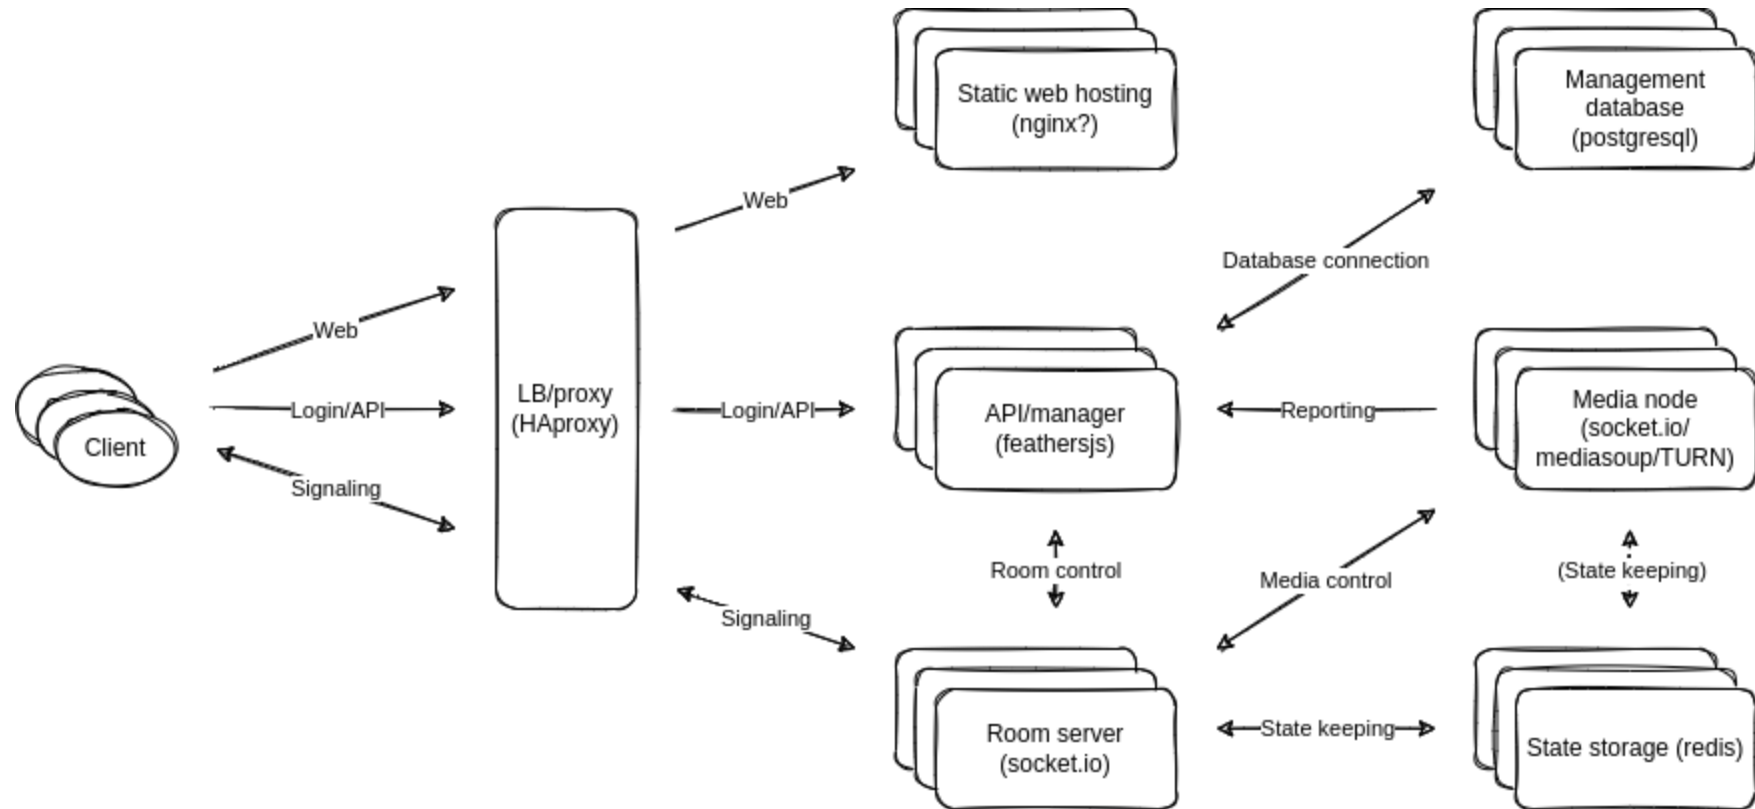 Static web hosting
(nginx?)
Management
database
(postgresql)
Web
Database connection
Web
LB/proxy
(HAproxy)
Client
Login/API
Login/API
API/manager
(feathersjs)
Reporting
Media node
(socket.io/
mediasoup/TURN)
Signaling
Room control
Media control
(State keeping)
Signaling
Room server
(socket.io)
State keeping
State storage (redis)